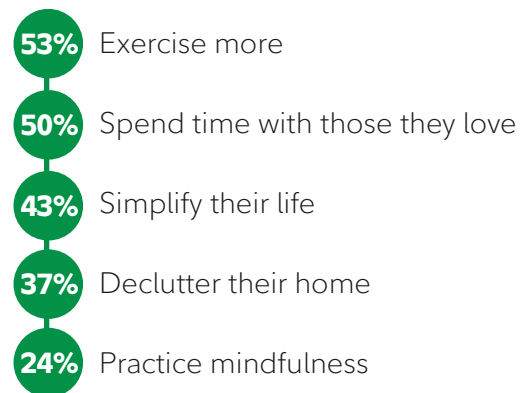 53% Exercise more
50% Spend time with those they love
43% Simplify their life
37% Declutter their home
24% Practice mindfulness